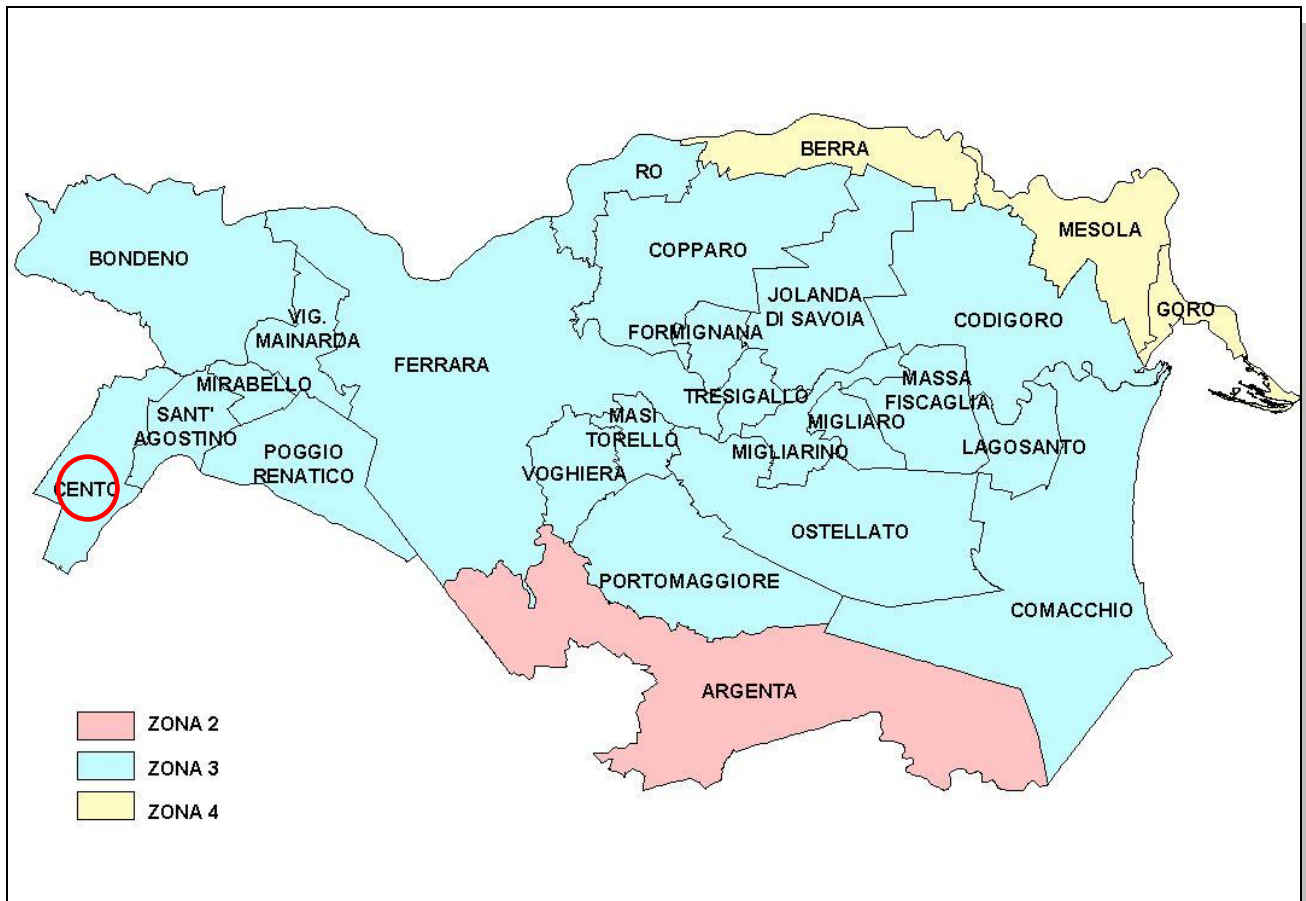 BERRA
RO
MESOLA
COPPARO
BONDENO
JOLANDA
DI SAVOIA
GORO
VIG.
MAINARDA
FORMIGNANA
CODIGORO
FERRARA
MIRABELLO
MASSA
FISCAGLIA
TRESIGALLO
SANT'
AGOSTINO
MASI
TORELLO
MIGLIARO
LAGOSANTO
POGGIO
RENATICO
MIGLIARINO
VOGHIERA
CENTO
OSTELLATO
PORTOMAGGIORE
COMACCHIO
ARGENTA
ZONA 2
ZONA 3
ZONA 4